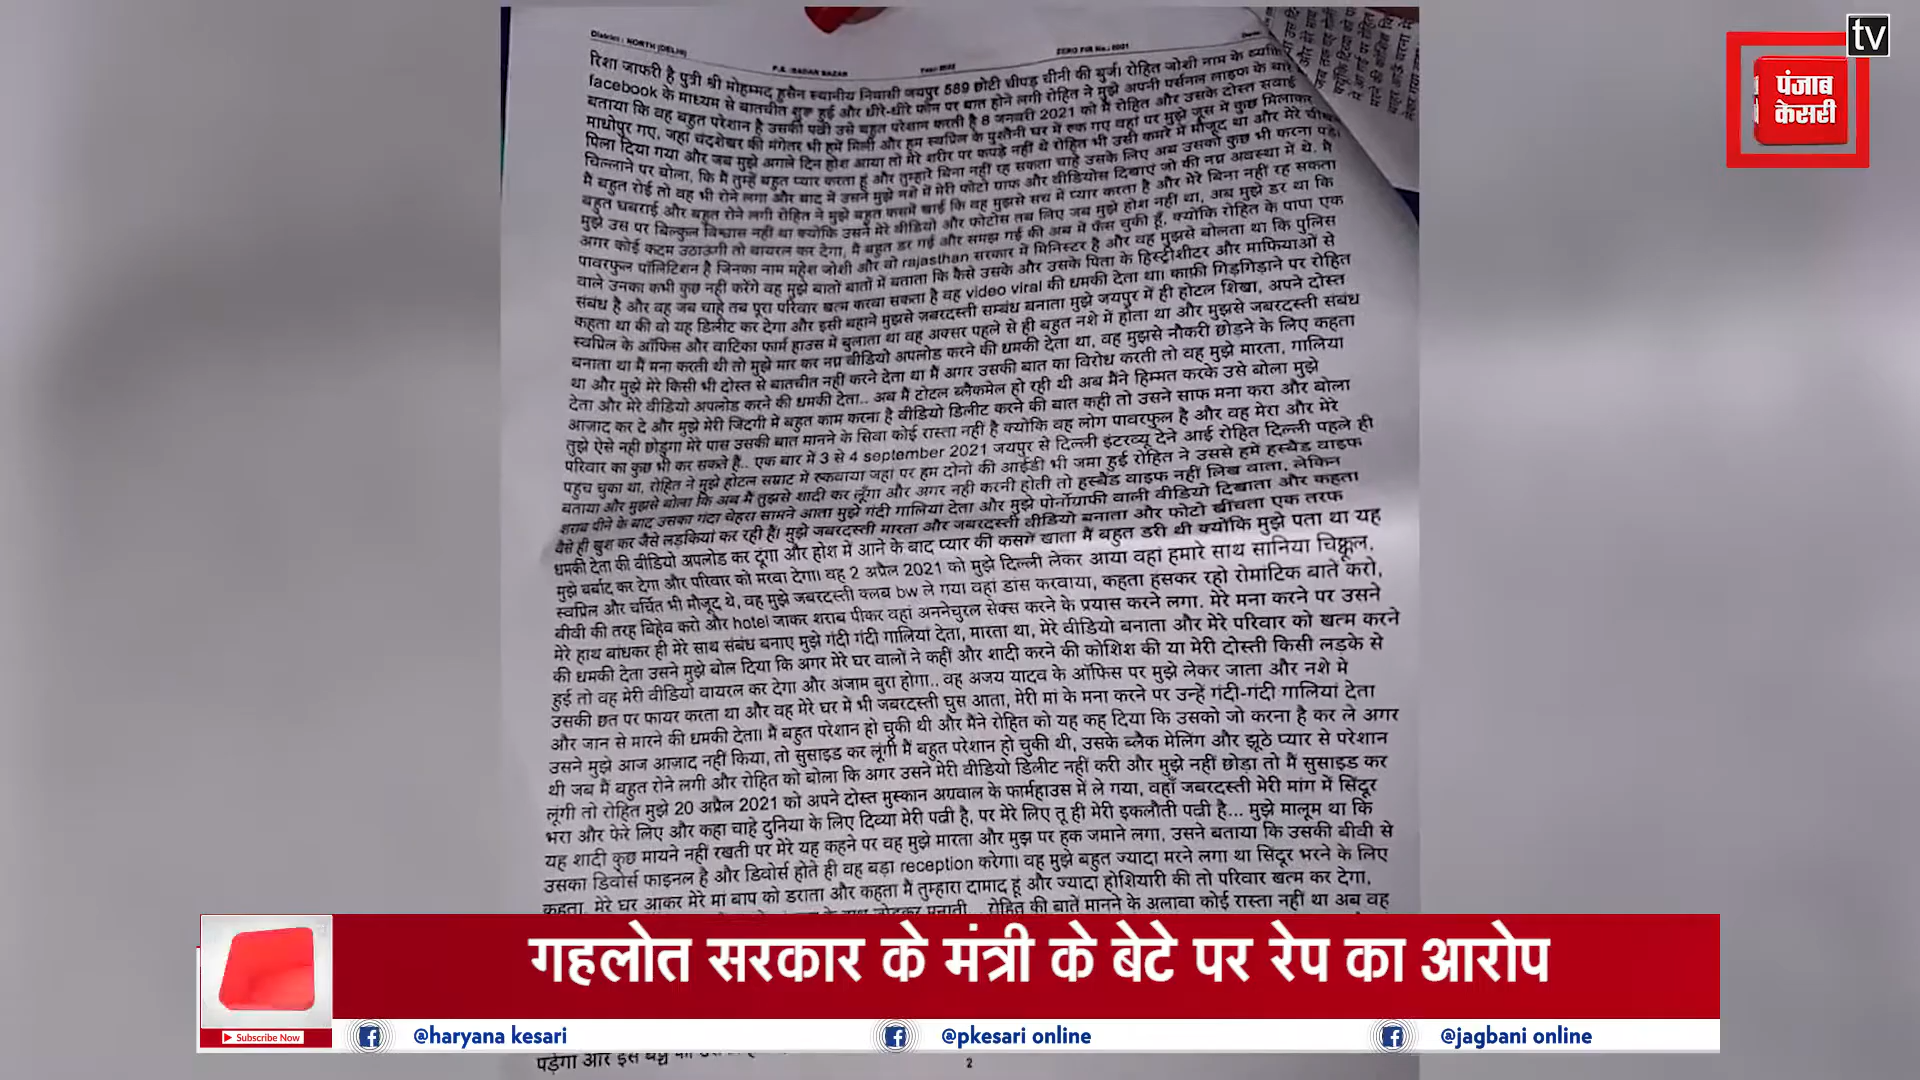 tv
पंजाब
केसरी
District : NORTH (DELHI)
P.S. :SADAR BAZAR
Year: 2022
ZERO FIR No.: 0001
जयपुर 589 छोटी चौपड़ चीनी की बुर्ज। रोहित जोशी नाम के व्यक्ति
facebook के माध्यम से बातचीत शुरू हुई और धीरे-धीरे फोन पर बात होने लगी रोहित ने मुझे अपनी पर्सनल लाइफ के बारे
बताया कि वह बहुत परेशान है उसकी पत्नी उसे बहुत परेशान करती है 8 जनवरी 2021 को मैं रोहित और उसके दोस्त सवाई
माधोपुर गए, जहां चंद्रशेखर की मंगेतर भी हमें मिली और हम स्वप्निल के पुश्तैनी घर में रुक गए वहां पर मुझे जूस में कुछ मिलाकर
पिला दिया गया और जब मुझे अगले दिन होश आया तो मेरे शरीर पर कपड़े नहीं थे रोहित भी उसी कमरे में मौजूद था और मेरे
चिल्लाने पर बोला, कि मैं तुम्हें बहुत प्यार करता हूं और तुम्हारे बिना नहीं रह सकता चाहे उसके लिए अब उसको कुछ भी करना पड़े।
मैं बहुत रोई तो वह भी रोने लगा और बाद में उसने मुझे नशे में मेरी फोटो ग्राफ और वीडियोस दिखाए जो की नग्न अवस्था में थे. मैं
बहुत घबराई और बहुत रोने लगी रोहित ने मुझे बहुत कसमें खाई कि वह मुझसे सच में प्यार करता है और मेरे बिना नहीं रह सकता
मुझे उस पर बिल्कुल विश्वास नहीं था क्योंकि उसने मेरे वीडियो और फोटोस तब लिए जब मुझे होश नहीं था, अब मुझे डर था कि
अगर कोई कदम उठाऊंगी तो वायरल कर देगा, मैं बहुत डर गई और समझ गई की अब मैं फंस चुकी हूँ, क्योंकि रोहित के पापा एक
पावरफुल पॉलिटिशन है जिनका नाम महेश जोशी और वो rajasthan सरकार में मिनिस्टर है और वह मुझसे बोलता था कि पुलिस
वाले उनका कभी कुछ नहीं करेंगे वह मुझे बातों बातों में बताता कि कैसे उसके और उसके पिता के हिस्ट्रीशीटर और माफियाओं से
संबंध है और वह जब चाहे तब पूरा परिवार खत्म करवा सकता है वह video viral की धमकी देता था। काफ़ी गिड़गिड़ाने पर रोहित
कहता था की वो यह डिलीट कर देगा और इसी बहाने मुझसे जबरदस्ती सम्बंध बनाता मुझे जयपुर में ही होटल शिखा, अपने दोस्त
स्वप्निल के ऑफिस और वाटिका फार्म हाउस में बुलाता था वह अक्सर पहले से ही बहुत नशे में होता था और मुझसे जबरदस्ती संबंध
बनाता था मैं मना करती थी तो मुझे मार कर नग्न वीडियो अपलोड करने की धमकी देता था, वह मुझसे नौकरी छोड़ने के लिए कहता
था और मुझे मेरे किसी भी दोस्त से बातचीत नहीं करने देता था मैं अगर उसकी बात का विरोध करती तो वह मुझे मारता, गालिया
देता और मेरे वीडियो अपलोड करने की धमकी देता.. अब मै टोटल ब्लैकमेल हो रही थी अब मैंने हिम्मत करके उसे बोला मुझे
आज़ाद कर दे और मुझे मेरी जिंदगी में बहुत काम करना है वीडियो डिलीट करने की बात कही तो उसने साफ मना करा और बोला
तुझे ऐसे नही छोडुगा मेरे पास उसकी बात मानने के सिवा कोई रास्ता नहीं है क्योंकि वह लोग पावरफुल है और वह मेरा और मेरे
परिवार का कुछ भी कर सकते हैं.. एक बार में 3 से 4 september 2021 जयपुर से दिल्ली इंटरव्यू देने आई रोहित दिल्ली पहले ही
पहुच चुका था, रोहित ने मुझे होटल सम्राट में रुकवाया जहां पर हम दोनों की आईडी भी जमा हुई रोहित ने उससे हमें हस्बैंड वाइफ
बताया और मुझसे बोला कि अब मैं तुझसे शादी कर लूँगा और अगर नही करनी होती तो हस्बैंड वाइफ नहीं लिख वाता, लेकिन
शराब पीने के बाद उसका गंदा चेहरा सामने आता मुझे गंदी गालियां देता और मुझे पोर्नोग्राफी वाली वीडियो दिखाता और कहता
वैसे ही खुश कर जैसे लड़कियां कर रही हैं। मुझे जबरदस्ती मारता और जबरदस्ती वीडियो बनाता और फोटो खींचता एक तरफ
धमकी देता की वीडियो अपलोड कर दूंगा और होश में आने के बाद प्यार की कसमें खाता मैं बहुत डरी थी क्योंकि मुझे पता था यह
मुझे बर्बाद कर देगा और परिवार को मरवा देगा। वह 2 अप्रैल 2021 को मुझे दिल्ली लेकर आया वहां हमारे साथ सानिया
स्वप्निल और चर्चित भी मौजूद थे, वह मुझे जबरदस्ती क्लब bw ले गया वहां डांस करवाया, कहता हंसकर रहो रोमांटिक बातें करो,
बीवी की तरह बिहेव करो और hotel जाकर शराब पीकर वहां अननेचुरल सेक्स करने के प्रयास करने लगा. मेरे मना करने पर उसने
मेरे हाथ बांधकर ही मेरे साथ संबंध बनाए मुझे गंदी गंदी गालियां देता, मारता था, मेरे वीडियो बनाता और मेरे परिवार को खत्म करने
की धमकी देता उसने मुझे बोल दिया कि अगर मेरे घर वालों ने कहीं और शादी करने की कोशिश की या मेरी दोस्ती किसी लड़के से
हुई तो वह मेरी वीडियो वायरल कर देगा और अंजाम बुरा होगा.. वह अजय यादव के ऑफिस पर मुझे लेकर जाता और नशे मे
उसकी छत पर फायर करता था और वह मेरे घर में भी जबरदस्ती घुस आता, मेरी मां के मना करने पर उन्हें गंदी-गंदी गालियां देता
और जान से मारने की धमकी देता। मैं बहुत परेशान हो चुकी थी और मैंने रोहित को यह कह दिया कि उसको जो करना है कर ले अगर
उसने मुझे आज आज़ाद नहीं किया, तो सुसाइड कर लूंगी मैं बहुत परेशान हो चुकी थी, उसके ब्लैक मेलिंग और झूठे प्यार से परेशान
थी जब मैं बहुत रोने लगी और रोहित को बोला कि अगर उसने मेरी वीडियो डिलीट नहीं करी और मुझे नहीं छोड़ा तो मैं सुसाइड कर
लूंगी तो रोहित मुझे 20 अप्रैल 2021 को अपने दोस्त मुस्कान अग्रवाल के फार्महाउस में ले गया, वहाँ जबरदस्ती मेरी मांग में सिंदूर
भरा और फेरे लिए और कहा चाहे दुनिया के लिए दिव्या मेरी पत्नी है, पर मेरे लिए तू ही मेरी इकलौती पत्नी है... मुझे मालूम था कि
यह शादी कुछ मायने नहीं रखती पर मेरे यह कहने पर वह मुझे मारता और मुझ पर हक जमाने लगा, उसने बताया कि उसकी बीवी से
उसका डिवोर्स फाइनल है और डिवोर्स होते ही वह बड़ा reception करेगा। वह मुझे बहुत ज्यादा मरने लगा था सिंदूर भरने के लिए
कहता, मेरे घर आकर मेरे मां बाप को डराता और कहता मैं तुम्हारा दामाद हूं और ज्यादा होशियारी की तो परिवार खत्म कर देगा,
रोहित की बातें मानने के अलावा कोई रास्ता नहीं था अब वह
गहलोत सरकार के मंत्री के बेटे पर रेप का आरोप
Subscribe Now
@haryana kesari
@pkesari online
@jagbani online
पड़ेगा और इस
2